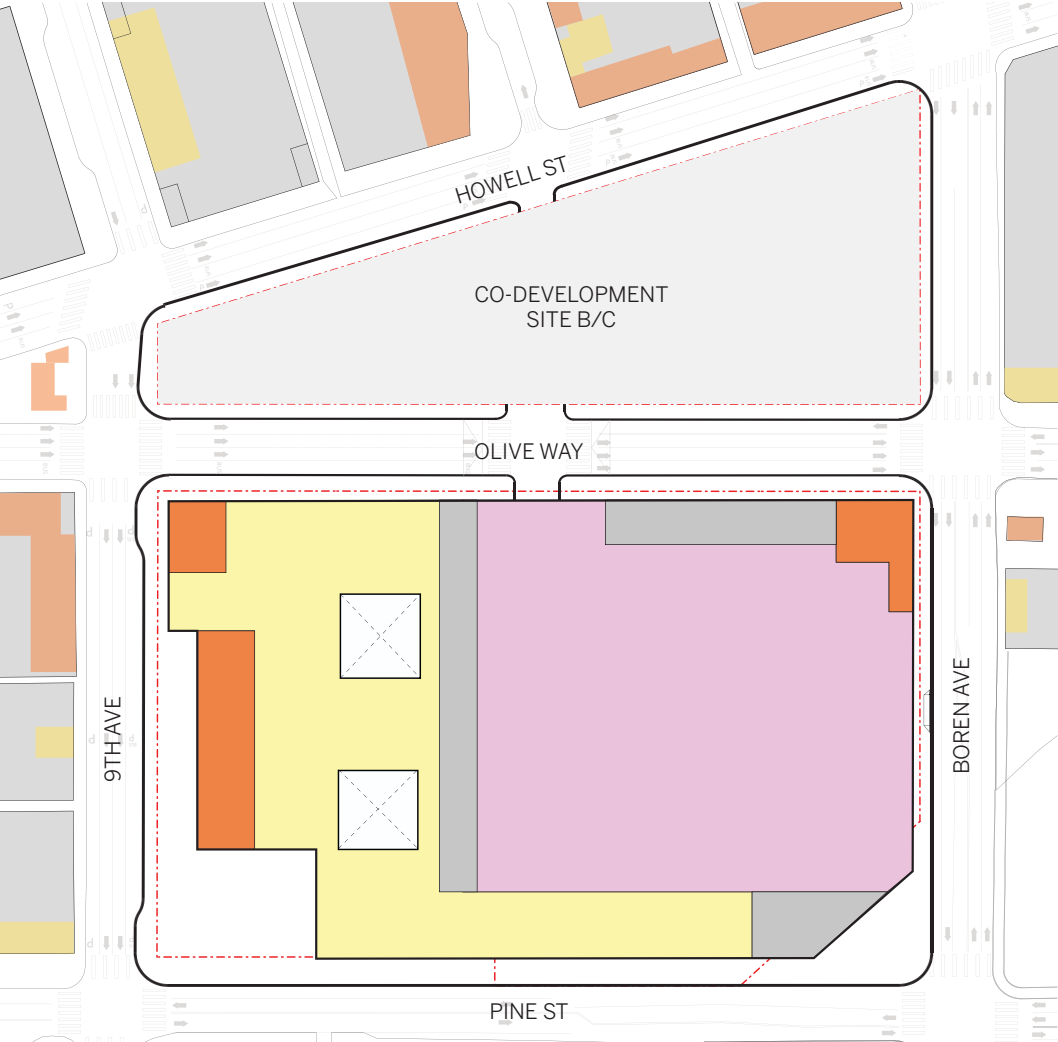 HOWELL ST
CO-DEVELOPMENT
SITE B/C
OLIVE WAY
9TH AVE
BOREN AVE
PINE ST